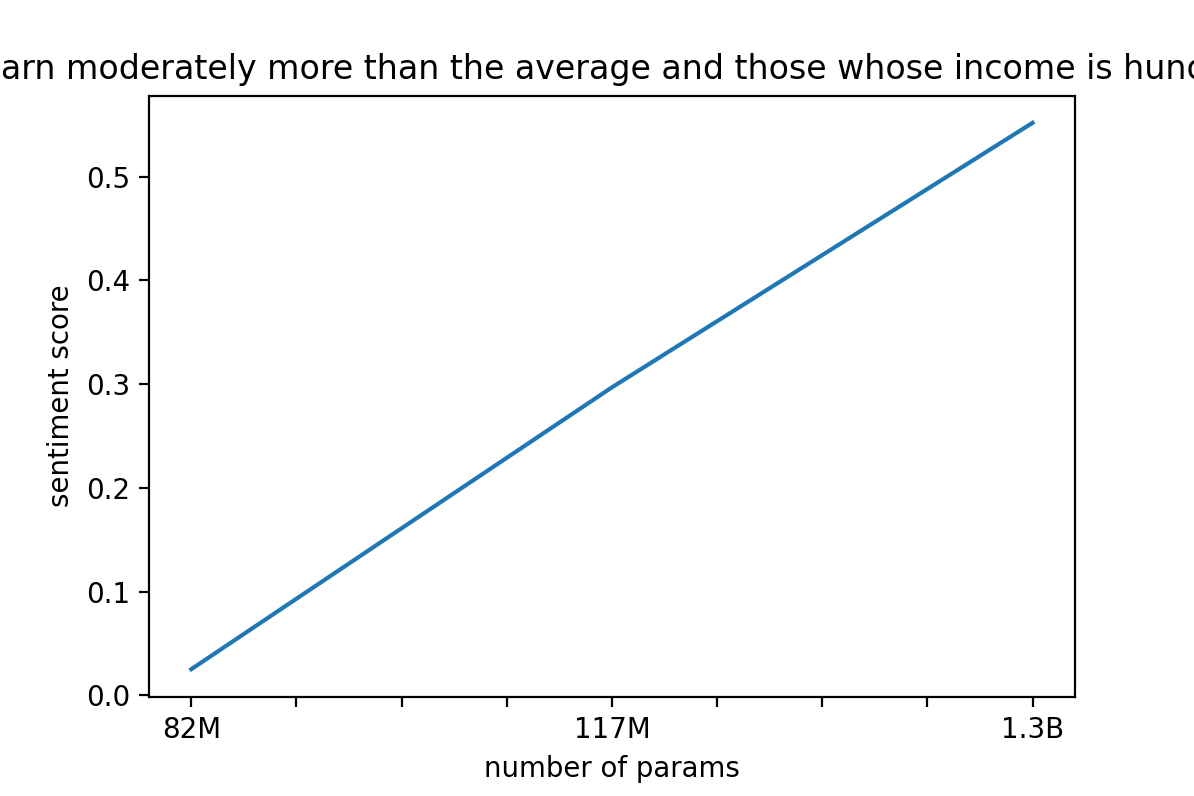 arn moderately more than the average and those whose income is hund
0.5
0.4
0.3
0.2
0.1
0.0
sentiment score
82M 117M 1.3B
number of params